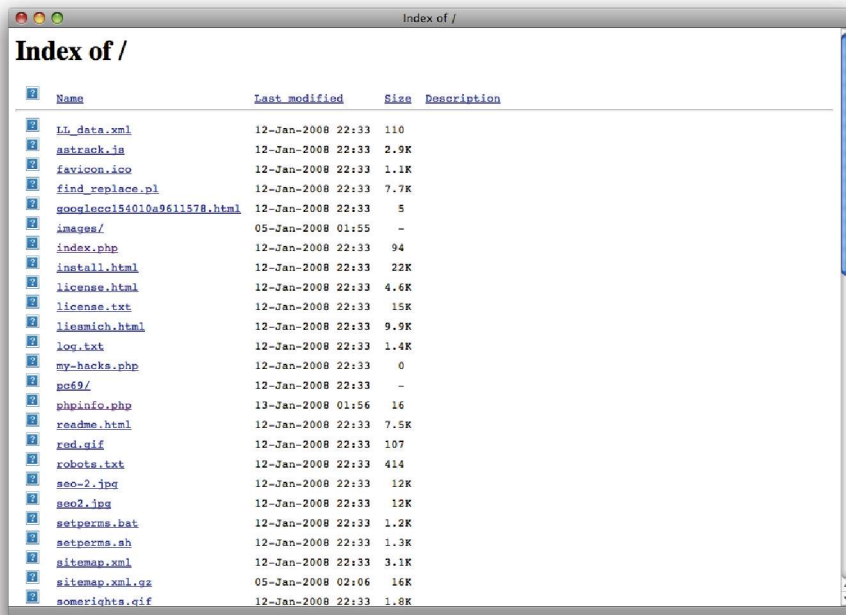 Index of /
Index of /
Name Last modified Size Description
LL_data.xml 12-Jan-2008 22:33 110
astrack.js 12-Jan-2008 22:33 2.9K
favicon.ico 12-Jan-2008 22:33 1.1K
find_replace.pl 12-Jan-2008 22:33 7.7K
googlecc154010a9611578.html 12-Jan-2008 22:33 5
images/ 05-Jan-2008 01:55 -
index.php 12-Jan-2008 22:33 94
install.html 12-Jan-2008 22:33 22K
license.html 12-Jan-2008 22:33 4.6K
license.txt 12-Jan-2008 22:33 15K
liesmich.html 12-Jan-2008 22:33 9.9K
log.txt 12-Jan-2008 22:33 1.4K
my-hacks.php 12-Jan-2008 22:33 0
pc69/ 12-Jan-2008 22:33 -
phpinfo.php 13-Jan-2008 01:56 16
readme.html 12-Jan-2008 22:33 7.5K
red.gif 12-Jan-2008 22:33 107
robots.txt 12-Jan-2008 22:33 414
seo-2.jpg 12-Jan-2008 22:33 12K
seo2.jpg 12-Jan-2008 22:33 12K
setperms.bat 12-Jan-2008 22:33 1.2K
setperms.sh 12-Jan-2008 22:33 1.3K
sitemap.xml 12-Jan-2008 22:33 3.1K
sitemap.xml.gz 05-Jan-2008 02:06 16K
somerights.gif 12-Jan-2008 22:33 1.8K